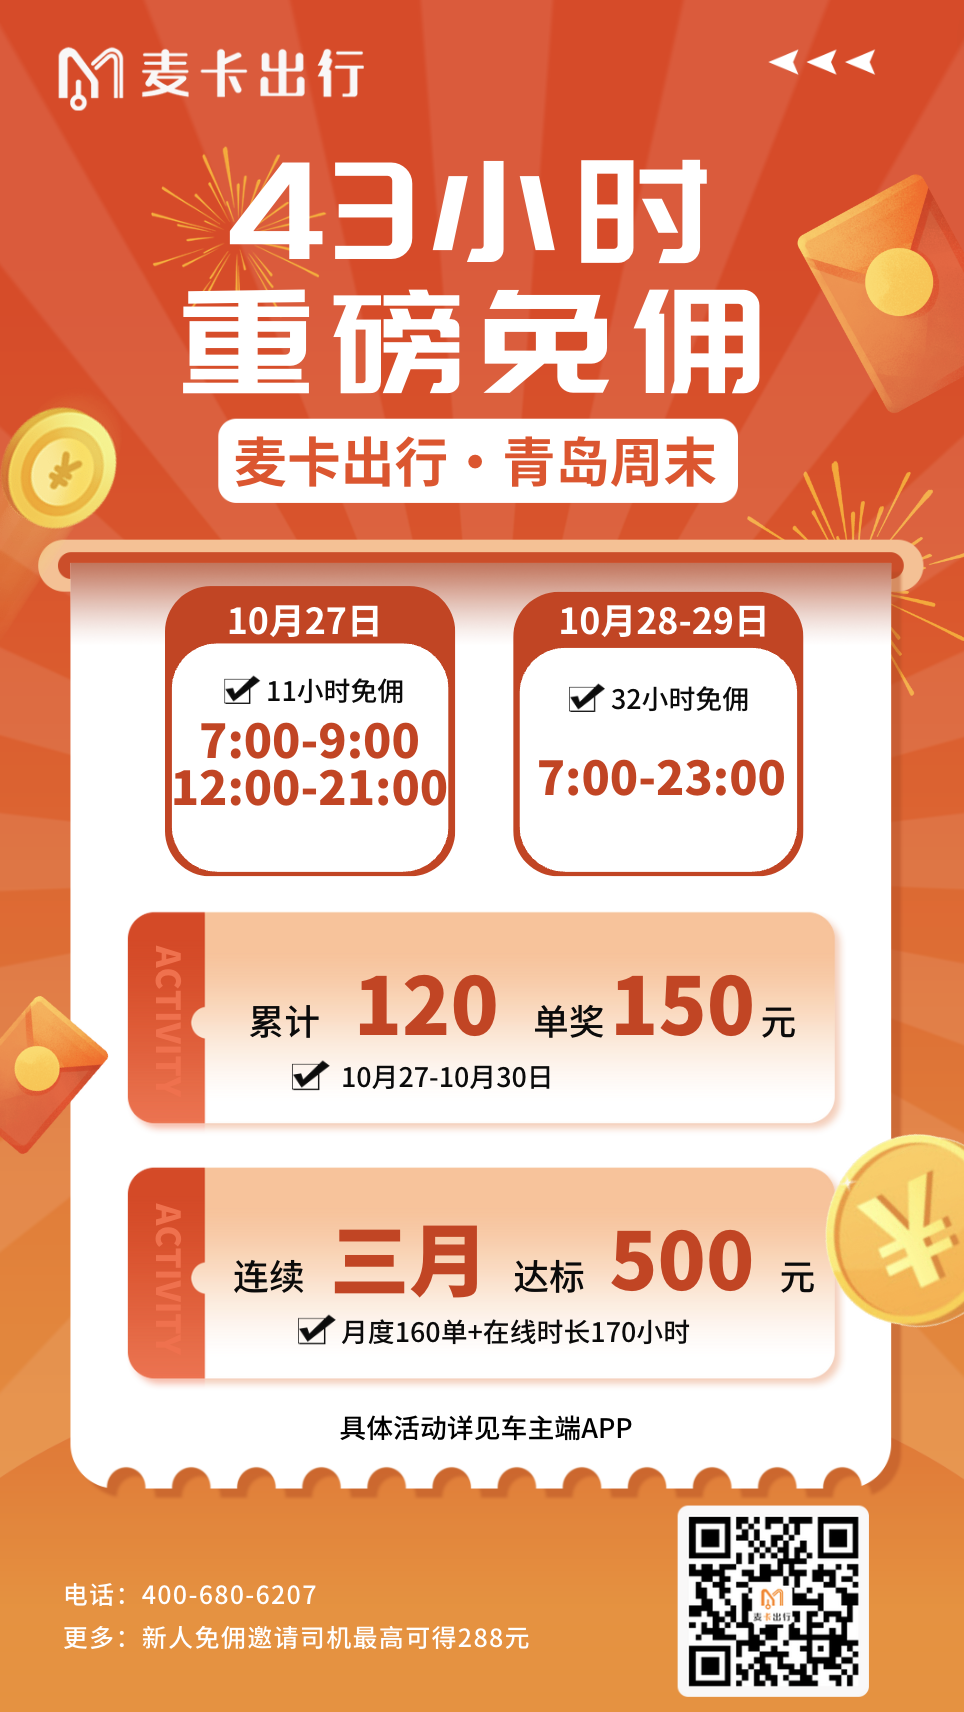 麦卡出行
43小时
重磅免佣
麦卡出行·青岛周末
10月27日
11小时免佣
7:00-9:00
12:00-21:00
10月28-29日
32小时免佣
7:00-23:00
ACTIVITY
累计 120 单奖 150 元
10月27-10月30日
ACTIVITY
连续 三月 达标 500 元
月度160单+在线时长170小时
具体活动详见车主端APP
电话：400-680-6207
更多：新人免佣邀请司机最高可得288元
麦卡出行